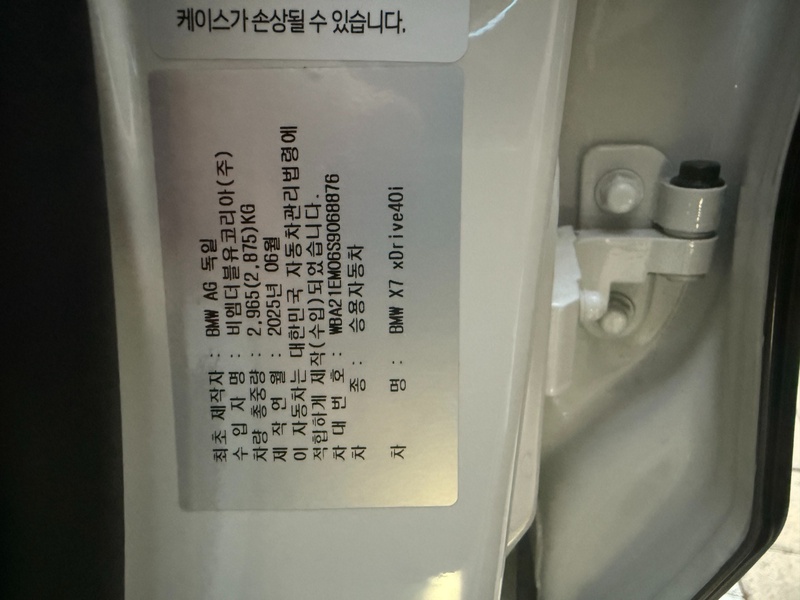 케이스가 손상될 수 있습니다.
최초 제작자 : BMW AG 독일
수 입 자 명 : 비엠더블유코리아(주)
차량 총중량 : 2,965(2,875)KG
제 작 연 월 : 2025년 06월
이 자동차는 대한민국 자동차관리법령에
적합하게 제작(수입)되었습니다.
차 대 번 호 : WBA21EM06S9068876
차 종 : 승용자동차
차 명 : BMW X7 xDrive40i